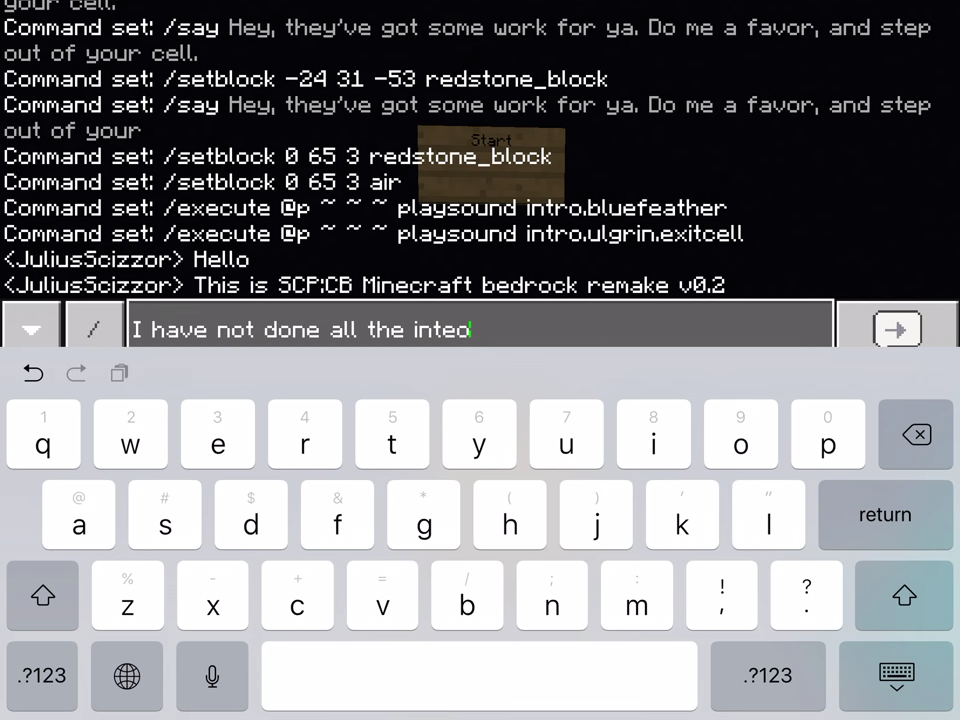 your cell.
Command set: /say Hey, they've got some work for ya. Do me a favor, and step
out of your cell.
Command set: /setblock -24 31 -53 redstone_block
Command set: /say Hey, they've got some work for ya. Do me a favor, and step
out of your
Start
Command set: /setblock 0 65 3 redstone_block
Command set: /setblock 0 65 3 air
Command set: /execute @p ~ ~ ~ playsound intro.bluefeather
Command set: /execute @p ~ ~ ~ playsound intro.ulgrin.exitcell
<JuliusScizzor> Hello
<JuliusScizzor> This is SCP:CB Minecraft bedrock remake v0.2
/ I have not done all the inteo
1 2 3 4 5 6 7 8 9 0
q w e r t y u i o p
@ # $ & * ( ) ' "
a s d f g h j k l return
% - + = / ; : ! ?
z x c v b n m , .
.?123 .?123